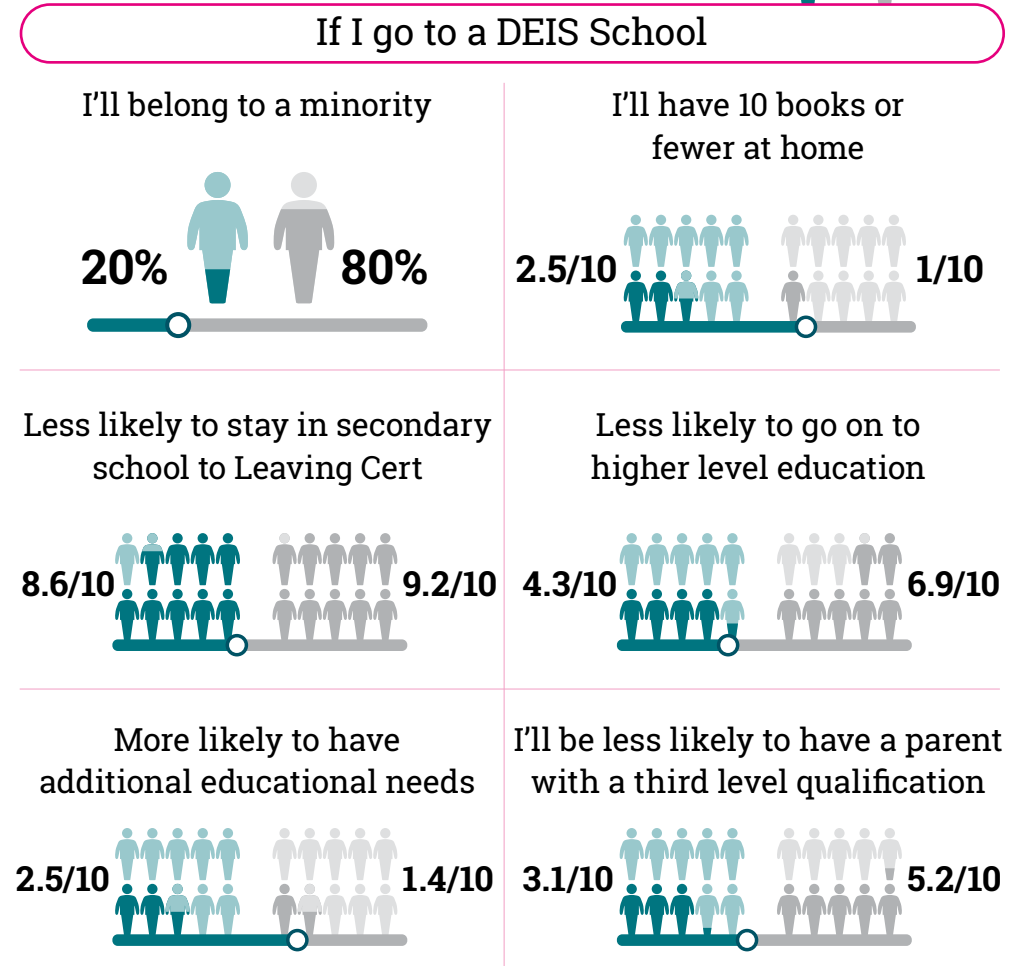 If I go to a DEIS School
I’ll belong to a minority
20%
80%
I’ll have 10 books or
fewer at home
2.5/10
1/10
Less likely to stay in secondary
school to Leaving Cert
8.6/10
9.2/10
Less likely to go on to
higher level education
4.3/10
6.9/10
More likely to have
additional educational needs
2.5/10
1.4/10
I’ll be less likely to have a parent
with a third level qualification
3.1/10
5.2/10